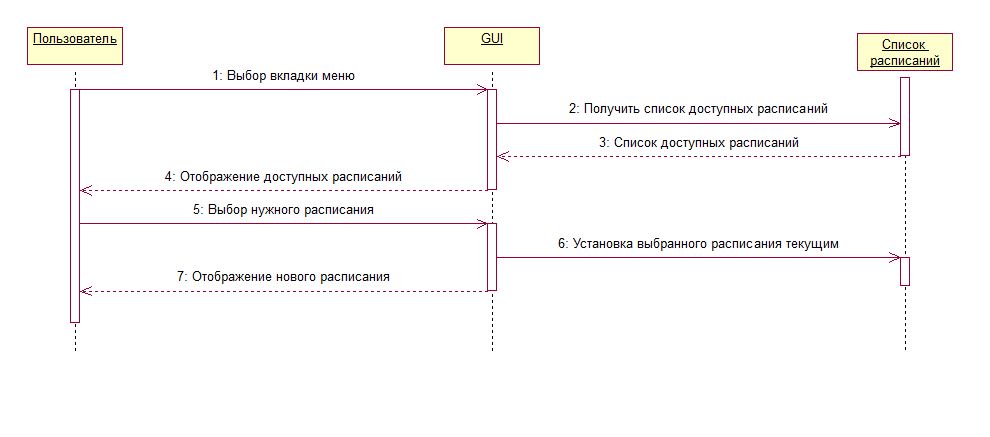 Пользователь
GUI
Список
расписаний
1: Выбор вкладки меню
2: Получить список доступных расписаний
3: Список доступных расписаний
4: Отображение доступных расписаний
5: Выбор нужного расписания
6: Установка выбранного расписания текущим
7: Отображение нового расписания